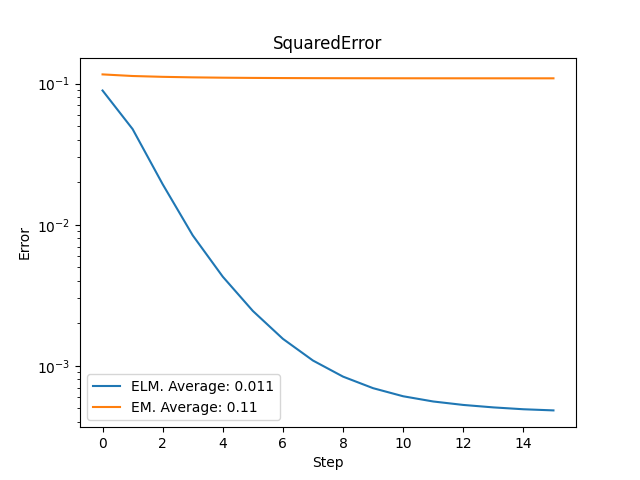 SquaredError
Error
10⁻¹
10⁻²
10⁻³
ELM. Average: 0.011
EM. Average: 0.11
0 2 4 6 8 10 12 14
Step